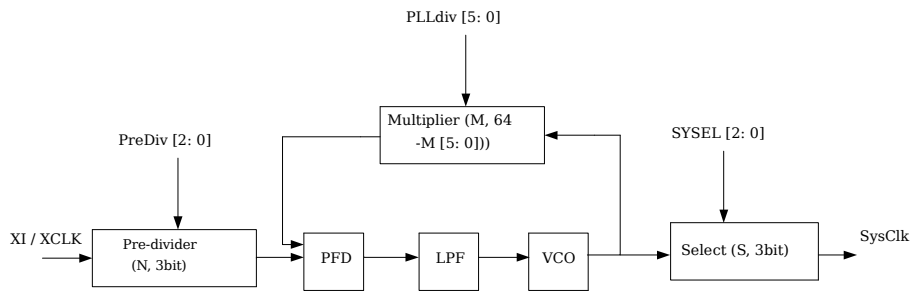 PLLdiv [5: 0]
Multiplier (M, 64
-M [5: 0]))
PreDiv [2: 0]
SYSEL [2: 0]
XI / XCLK
Pre-divider
(N, 3bit)
PFD
LPF
VCO
Select (S, 3bit)
SysClk